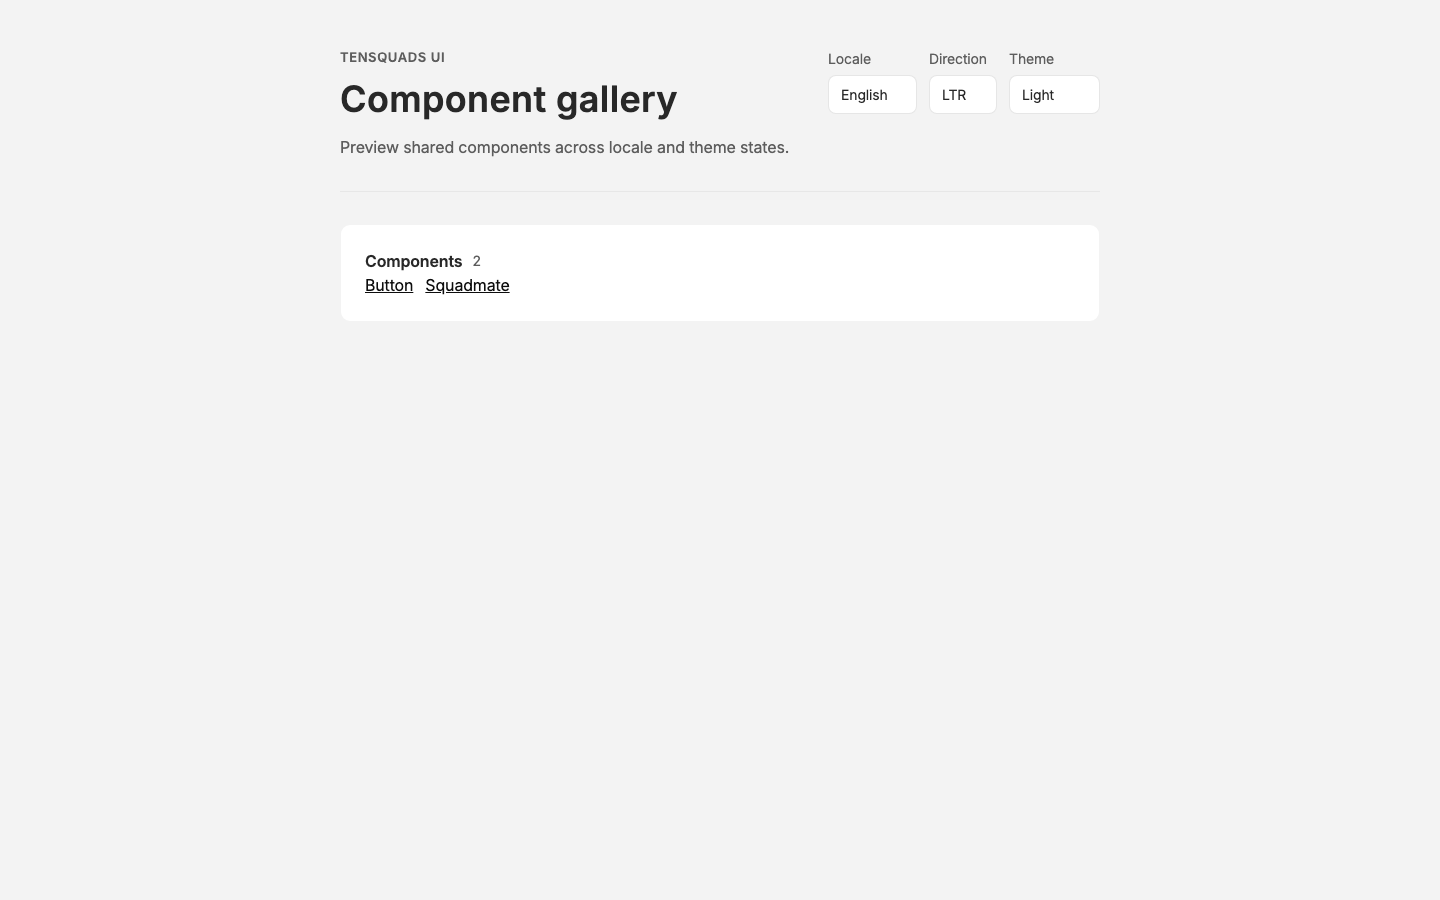 TENSQUADS UI
Component gallery
Preview shared components across locale and theme states.
Locale Direction Theme
English LTR Light
Components 2
Button Squadmate